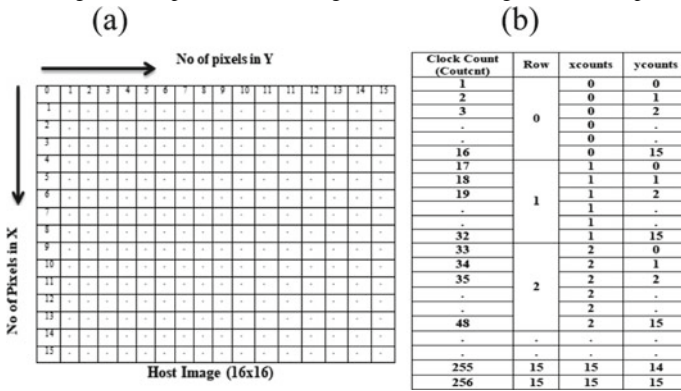 (a)
No of pixels in Y
No of Pixels in X
0 1 2 3 4 5 6 7 8 9 10 11 12 13 14 15
1 . . . . . . . . . . . . . . .
2 . . . . . . . . . . . . . . .
3 . . . . . . . . . . . . . . .
4 . . . . . . . . . . . . . . .
5 . . . . . . . . . . . . . . .
6 . . . . . . . . . . . . . . .
7 . . . . . . . . . . . . . . .
8 . . . . . . . . . . . . . . .
9 . . . . . . . . . . . . . . .
10 . . . . . . . . . . . . . . .
11 . . . . . . . . . . . . . . .
12 . . . . . . . . . . . . . . .
13 . . . . . . . . . . . . . . .
14 . . . . . . . . . . . . . . .
15 . . . . . . . . . . . . . . .
Host Image (16x16)
(b)
Clock Count (Coutcnt) Row xcounts ycounts
1 0 0
2 0 1
3 0 2
. 0 0 .
. 0 .
16 0 15
17 1 0
18 1 1
19 1 2
. 1 1 .
. 1 .
32 1 15
33 2 0
34 2 1
35 2 2
. 2 2 .
. 2 .
48 2 15
. . . .
. . . .
255 15 15 14
256 15 15 15